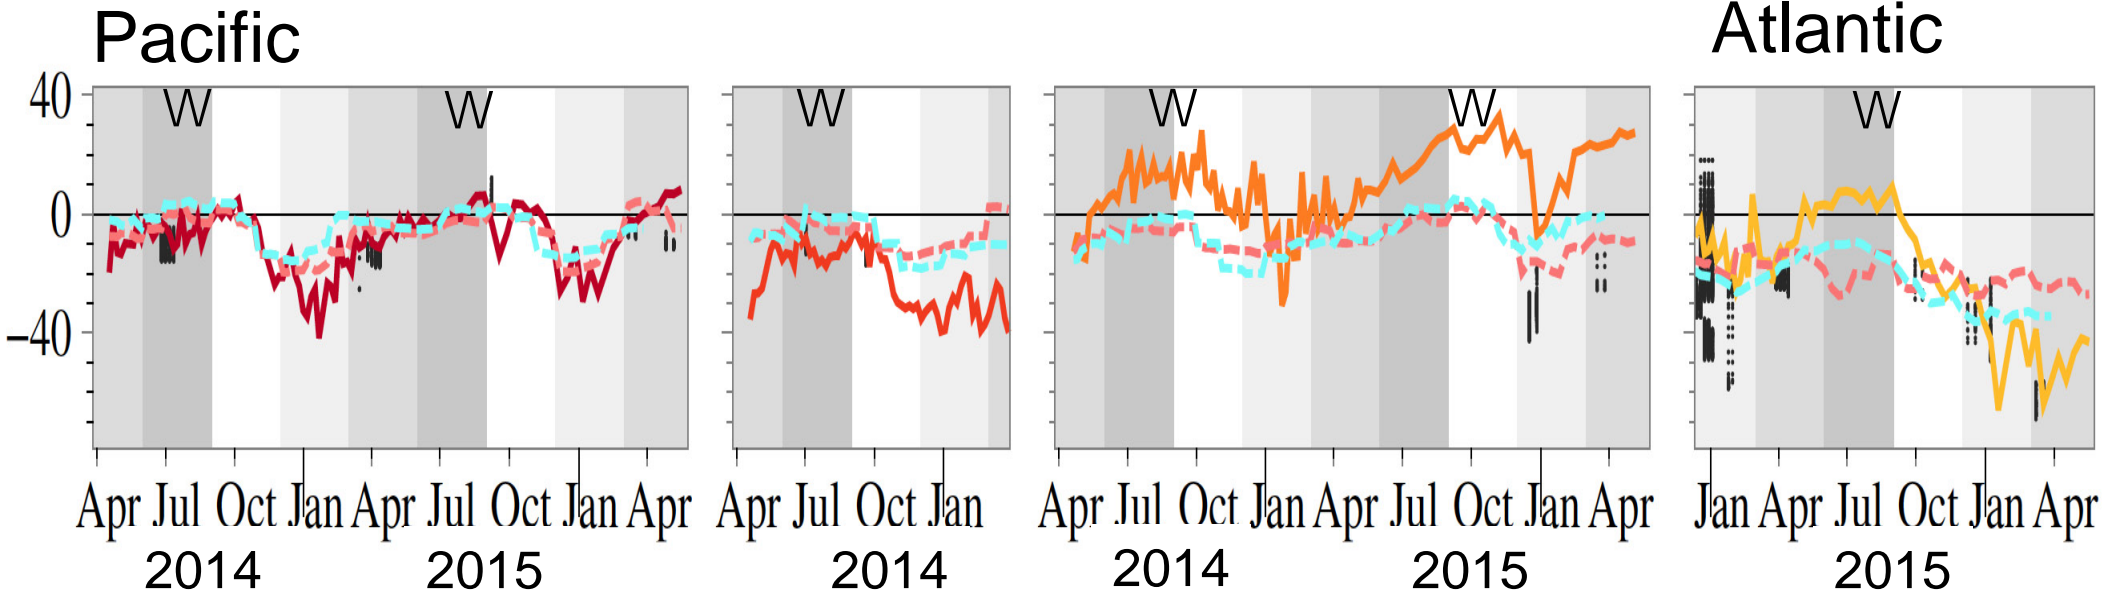 Pacific Atlantic
40
0
−40
W W W W W W
Apr Jul Oct Jan Apr Jul Oct Jan Apr Apr Jul Oct Jan Apr Jul Oct Jan Apr Jul Oct Jan Apr Jan Apr Jul Oct Jan Apr
2014 2015 2014 2014 2015 2015